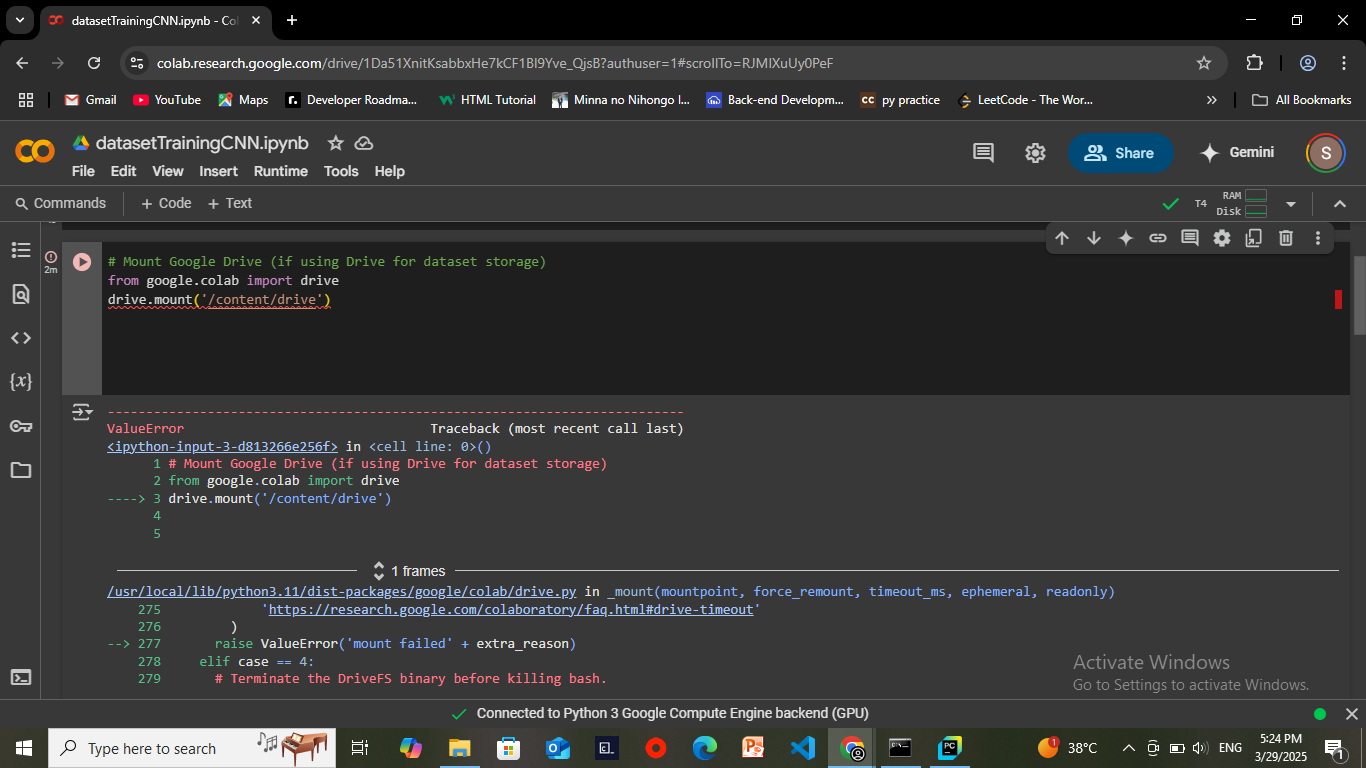 datasetTrainingCNN.ipynb - Co
colab.research.google.com/drive/1Da51XnitKsabbxHe7kCF1Bl9Yve_QjsB?authuser=1#scrollTo=RJMIXuUy0PeF
Gmail YouTube Maps r. Developer Roadma... HTML Tutorial Minna no Nihongo I... Back-end Developm... CC py practice LeetCode - The Wor... » All Bookmarks
datasetTrainingCNN.ipynb
Share Gemini S
File Edit View Insert Runtime Tools Help
Commands + Code + Text T4 RAM
Disk
2m
# Mount Google Drive (if using Drive for dataset storage)
from google.colab import drive
drive.mount('/content/drive')
{x}
---------------------------------------------------------------------------
ValueError Traceback (most recent call last)
<ipython-input-3-d813266e256f> in <cell line: 0>()
1 # Mount Google Drive (if using Drive for dataset storage)
2 from google.colab import drive
----> 3 drive.mount('/content/drive')
4
5
1 frames
/usr/local/lib/python3.11/dist-packages/google/colab/drive.py in _mount(mountpoint, force_remount, timeout_ms, ephemeral, readonly)
275 'https://research.google.com/colaboratory/faq.html#drive-timeout'
276 )
--> 277 raise ValueError('mount failed' + extra_reason)
278 elif case == 4:
279 # Terminate the DriveFS binary before killing bash.
Activate Windows
Go to Settings to activate Windows.
Connected to Python 3 Google Compute Engine backend (GPU)
Type here to search
1 38°C ENG 5:24 PM
3/29/2025 1